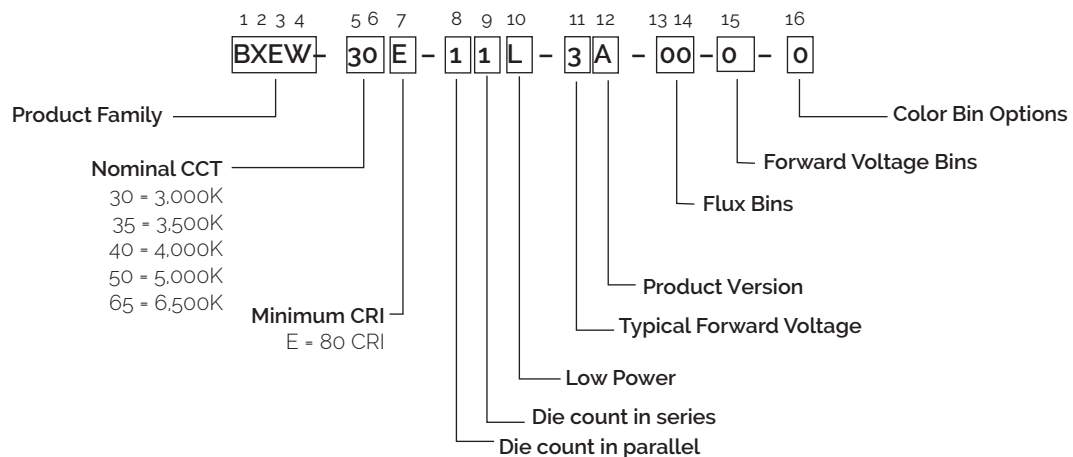 1 2 3 4 5 6 7 8 9 10 11 12 13 14 15 16
BXEW– 30 E – 1 1 L – 3 A – 00 – 0 – 0
Product Family
Color Bin Options
Nominal CCT
30 = 3,000K
35 = 3,500K
40 = 4,000K
50 = 5,000K
65 = 6,500K
Forward Voltage Bins
Flux Bins
Product Version
Minimum CRI
E = 80 CRI
Typical Forward Voltage
Low Power
Die count in series
Die count in parallel